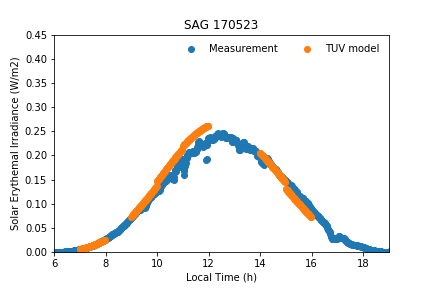 SAG 170523
Measurement
TUV model
Solar Erythemal Irradiance (W/m2)
0.45
0.40
0.35
0.30
0.25
0.20
0.15
0.10
0.05
0.00
6 8 10 12 14 16 18
Local Time (h)